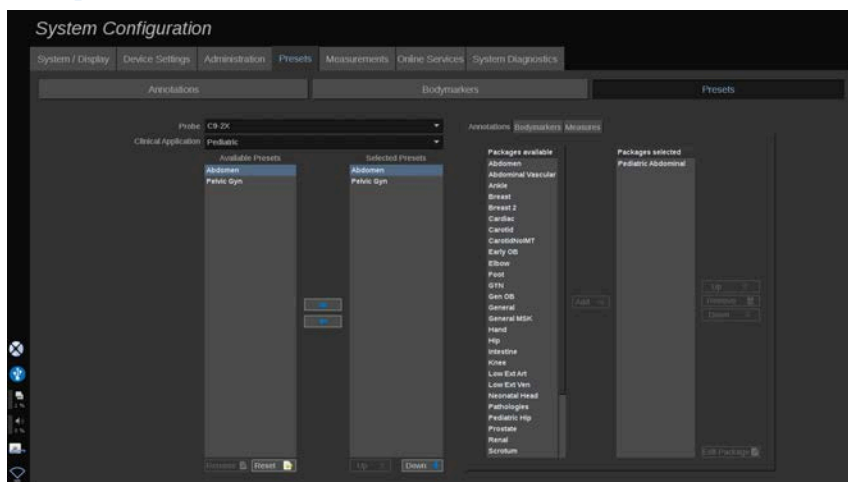 System Configuration
System / Display Device Settings Administration Presets Measurements Online Services System Diagnostics
Annotations Bodymarkers Presets
Probe C9-2X
Clinical Application Pediatric
Available Presets
Abdomen
Pelvic Gyn
Selected Presets
Abdomen
Pelvic Gyn
Rename Reset
Up Down
Annotations Bodymarkers Measures
Packages available
Abdomen
Abdominal Vascular
Ankle
Breast
Breast 2
Cardiac
Carotid
CarotidNoIMT
Early OB
Elbow
Foot
GYN
Gen OB
General
General MSK
Hand
Hip
Intestine
Knee
Low Ext Art
Low Ext Ven
Neonatal Head
Pathologies
Pediatric Hip
Prostate
Renal
Scrotum
Add
Packages selected
Pediatric Abdominal
Up
Remove
Down
Edit Package